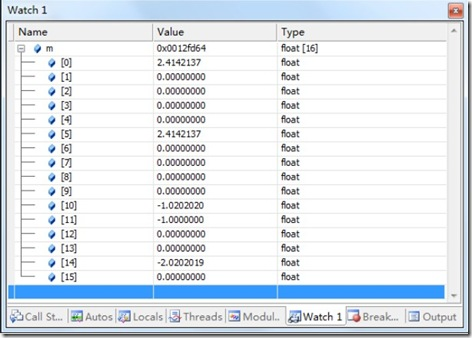 Watch 1
Name Value Type
m 0x0012fd64 float [16]
[0] 2.4142137 float
[1] 0.00000000 float
[2] 0.00000000 float
[3] 0.00000000 float
[4] 0.00000000 float
[5] 2.4142137 float
[6] 0.00000000 float
[7] 0.00000000 float
[8] 0.00000000 float
[9] 0.00000000 float
[10] -1.0202020 float
[11] -1.0000000 float
[12] 0.00000000 float
[13] 0.00000000 float
[14] -2.0202019 float
[15] 0.00000000 float
Call St... Autos Locals Threads Modul... Watch 1 Break... Output